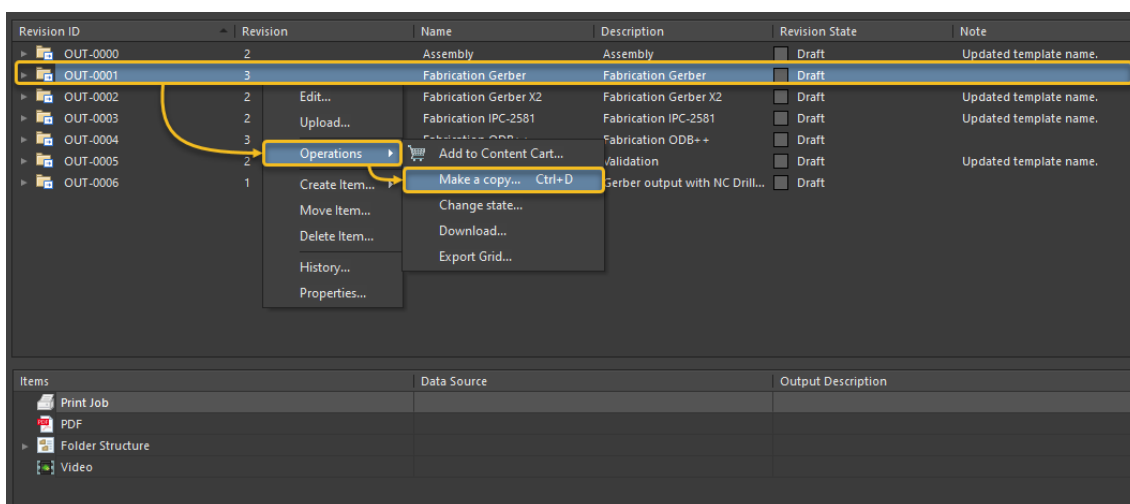 Revision ID Revision Name Description Revision State Note
OUT-0000 2 Assembly Assembly Draft Updated template name.
OUT-0001 3 Fabrication Gerber Fabrication Gerber Draft
OUT-0002 2 Edit... Fabrication Gerber X2 Fabrication Gerber X2 Draft Updated template name.
OUT-0003 2 Upload... Fabrication IPC-2581 Fabrication IPC-2581 Draft Updated template name.
OUT-0004 3 Fabrication ODB++ Draft
Operations Add to Content Cart...
OUT-0005 2 Validation Draft Updated template name.
OUT-0006 1 Create Item... Make a copy... Ctrl+D Gerber output with NC Drill... Draft
Move Item... Change state...
Delete Item... Download...
History... Export Grid...
Properties...
Items Data Source Output Description
Print Job
PDF
Folder Structure
Video